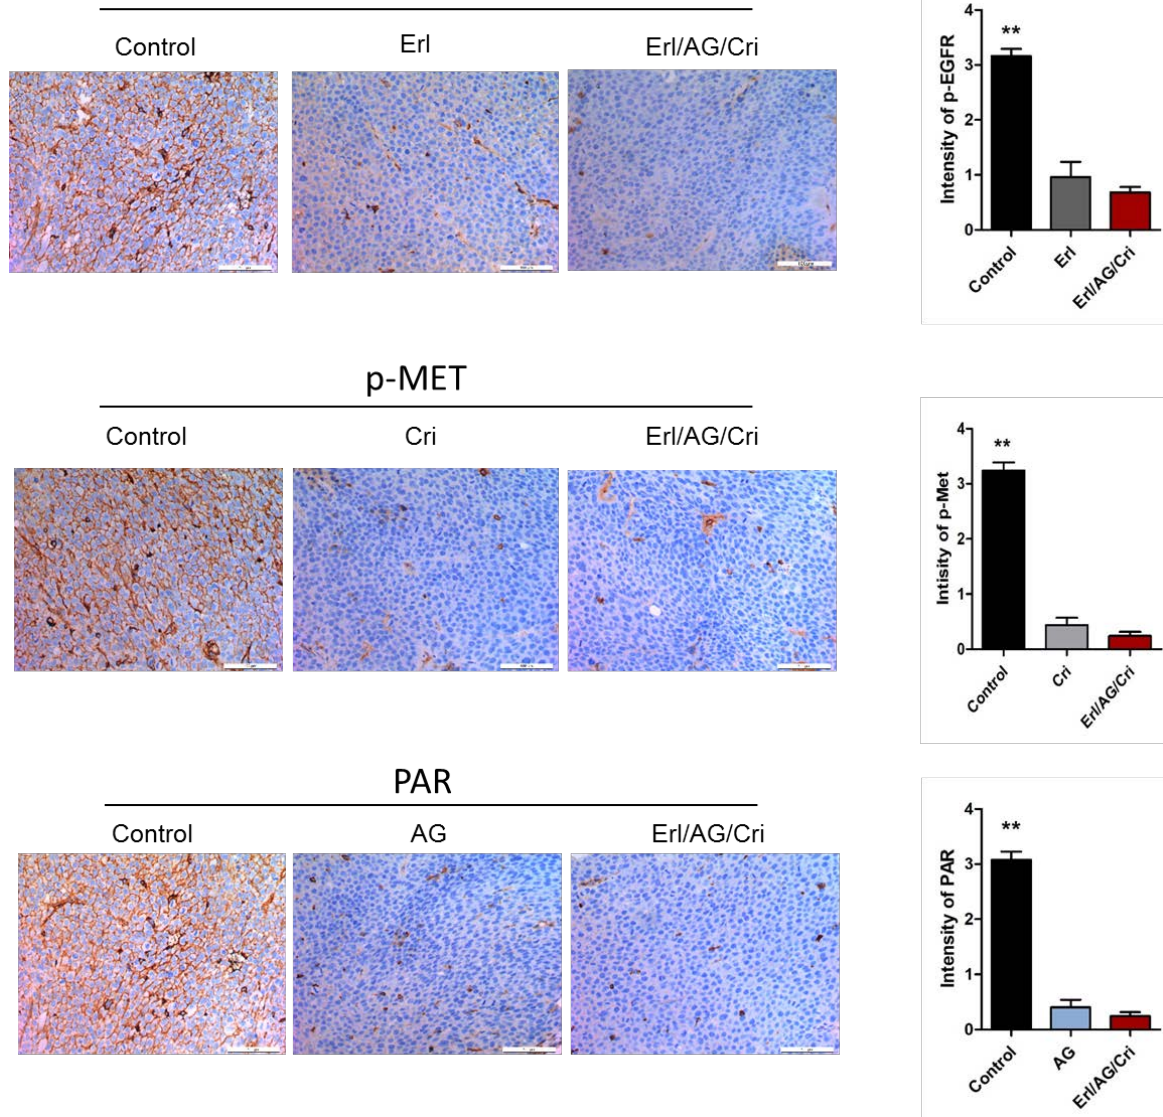 Control Erl Erl/AG/Cri
4
3
2
1
0
**
Intensity of p-EGFR
Control
Erl
Erl/AG/Cri
p-MET
Control Cri Erl/AG/Cri
4
3
2
1
0
**
Intisity of p-Met
Control
Cri
Erl/AG/Cri
PAR
Control AG Erl/AG/Cri
4
3
2
1
0
**
Intensity of PAR
Control
AG
Erl/AG/Cri